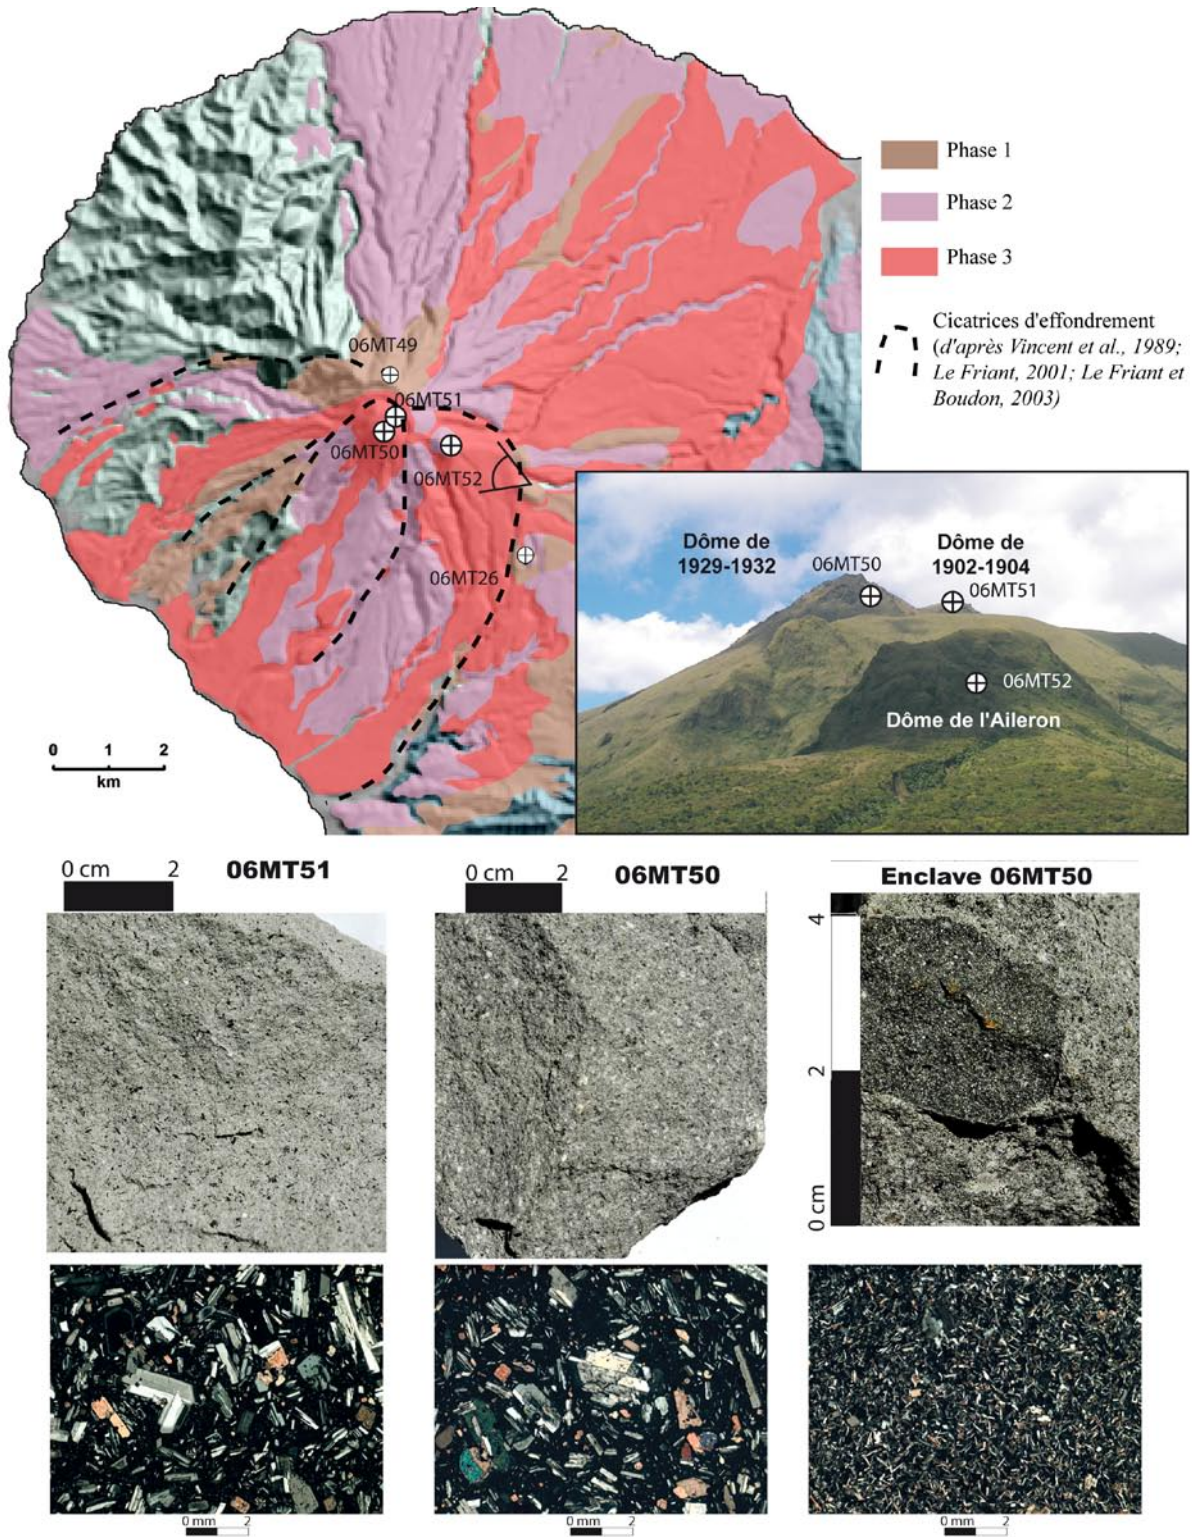 Phase 1
Phase 2
Phase 3
Cicatrices d'effondrement
(d'après Vincent et al., 1989;
Le Friant, 2001; Le Friant et
Boudon, 2003)
06MT49
06MT51
06MT50
06MT52
06MT26
0 1 2
km
Dôme de
1929-1932
06MT50
Dôme de
1902-1904
06MT51
06MT52
Dôme de l'Aileron
0 cm 2
06MT51
0 cm 2
06MT50
Enclave 06MT50
4
2
0 cm
0 mm 2
0 mm 2
0 mm 2